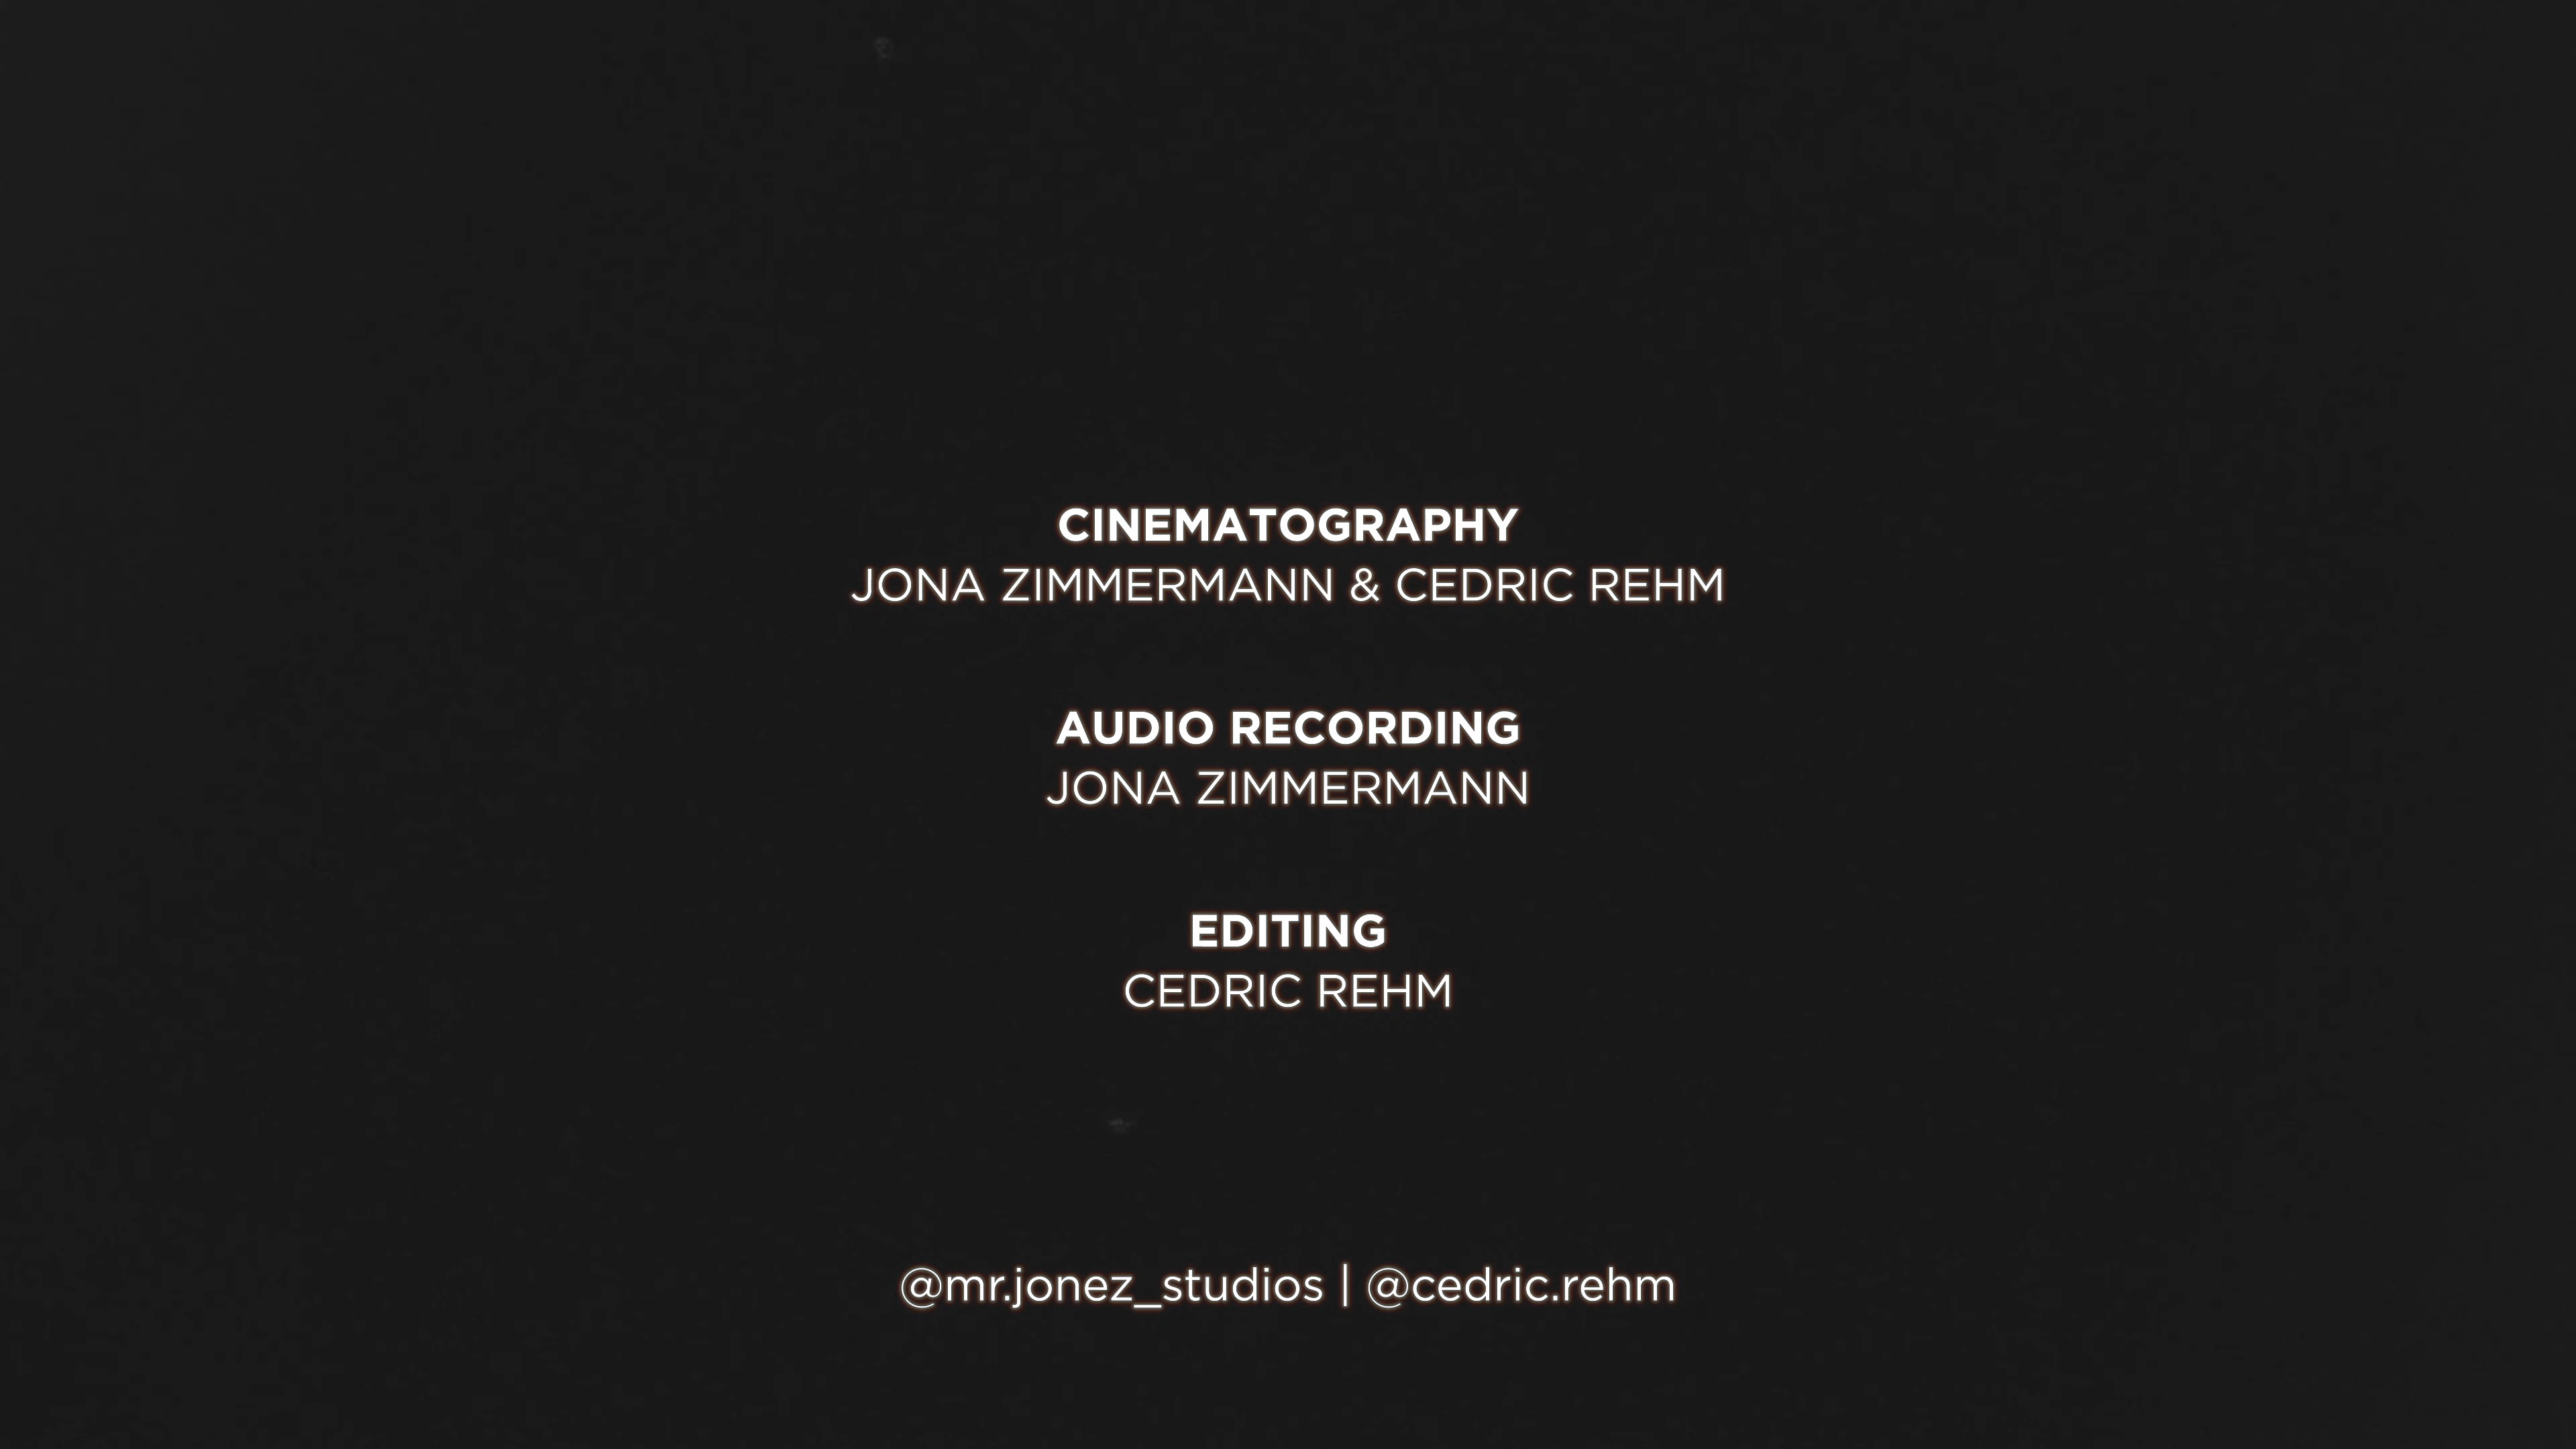 CINEMATOGRAPHY
JONA ZIMMERMANN & CEDRIC REHM
AUDIO RECORDING
JONA ZIMMERMANN
EDITING
CEDRIC REHM
@mr.jonez_studios | @cedric.rehm